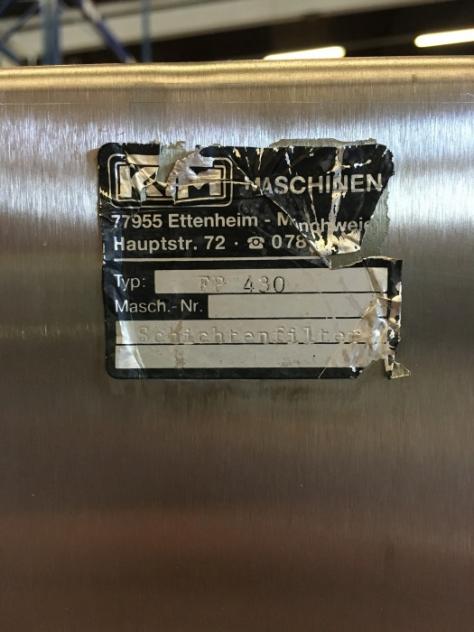 MASCHINEN
77955 Ettenheim -
Hauptstr. 72 · ☎ 078
Typ: FP 430
Masch.-Nr.
Schichtenfilter